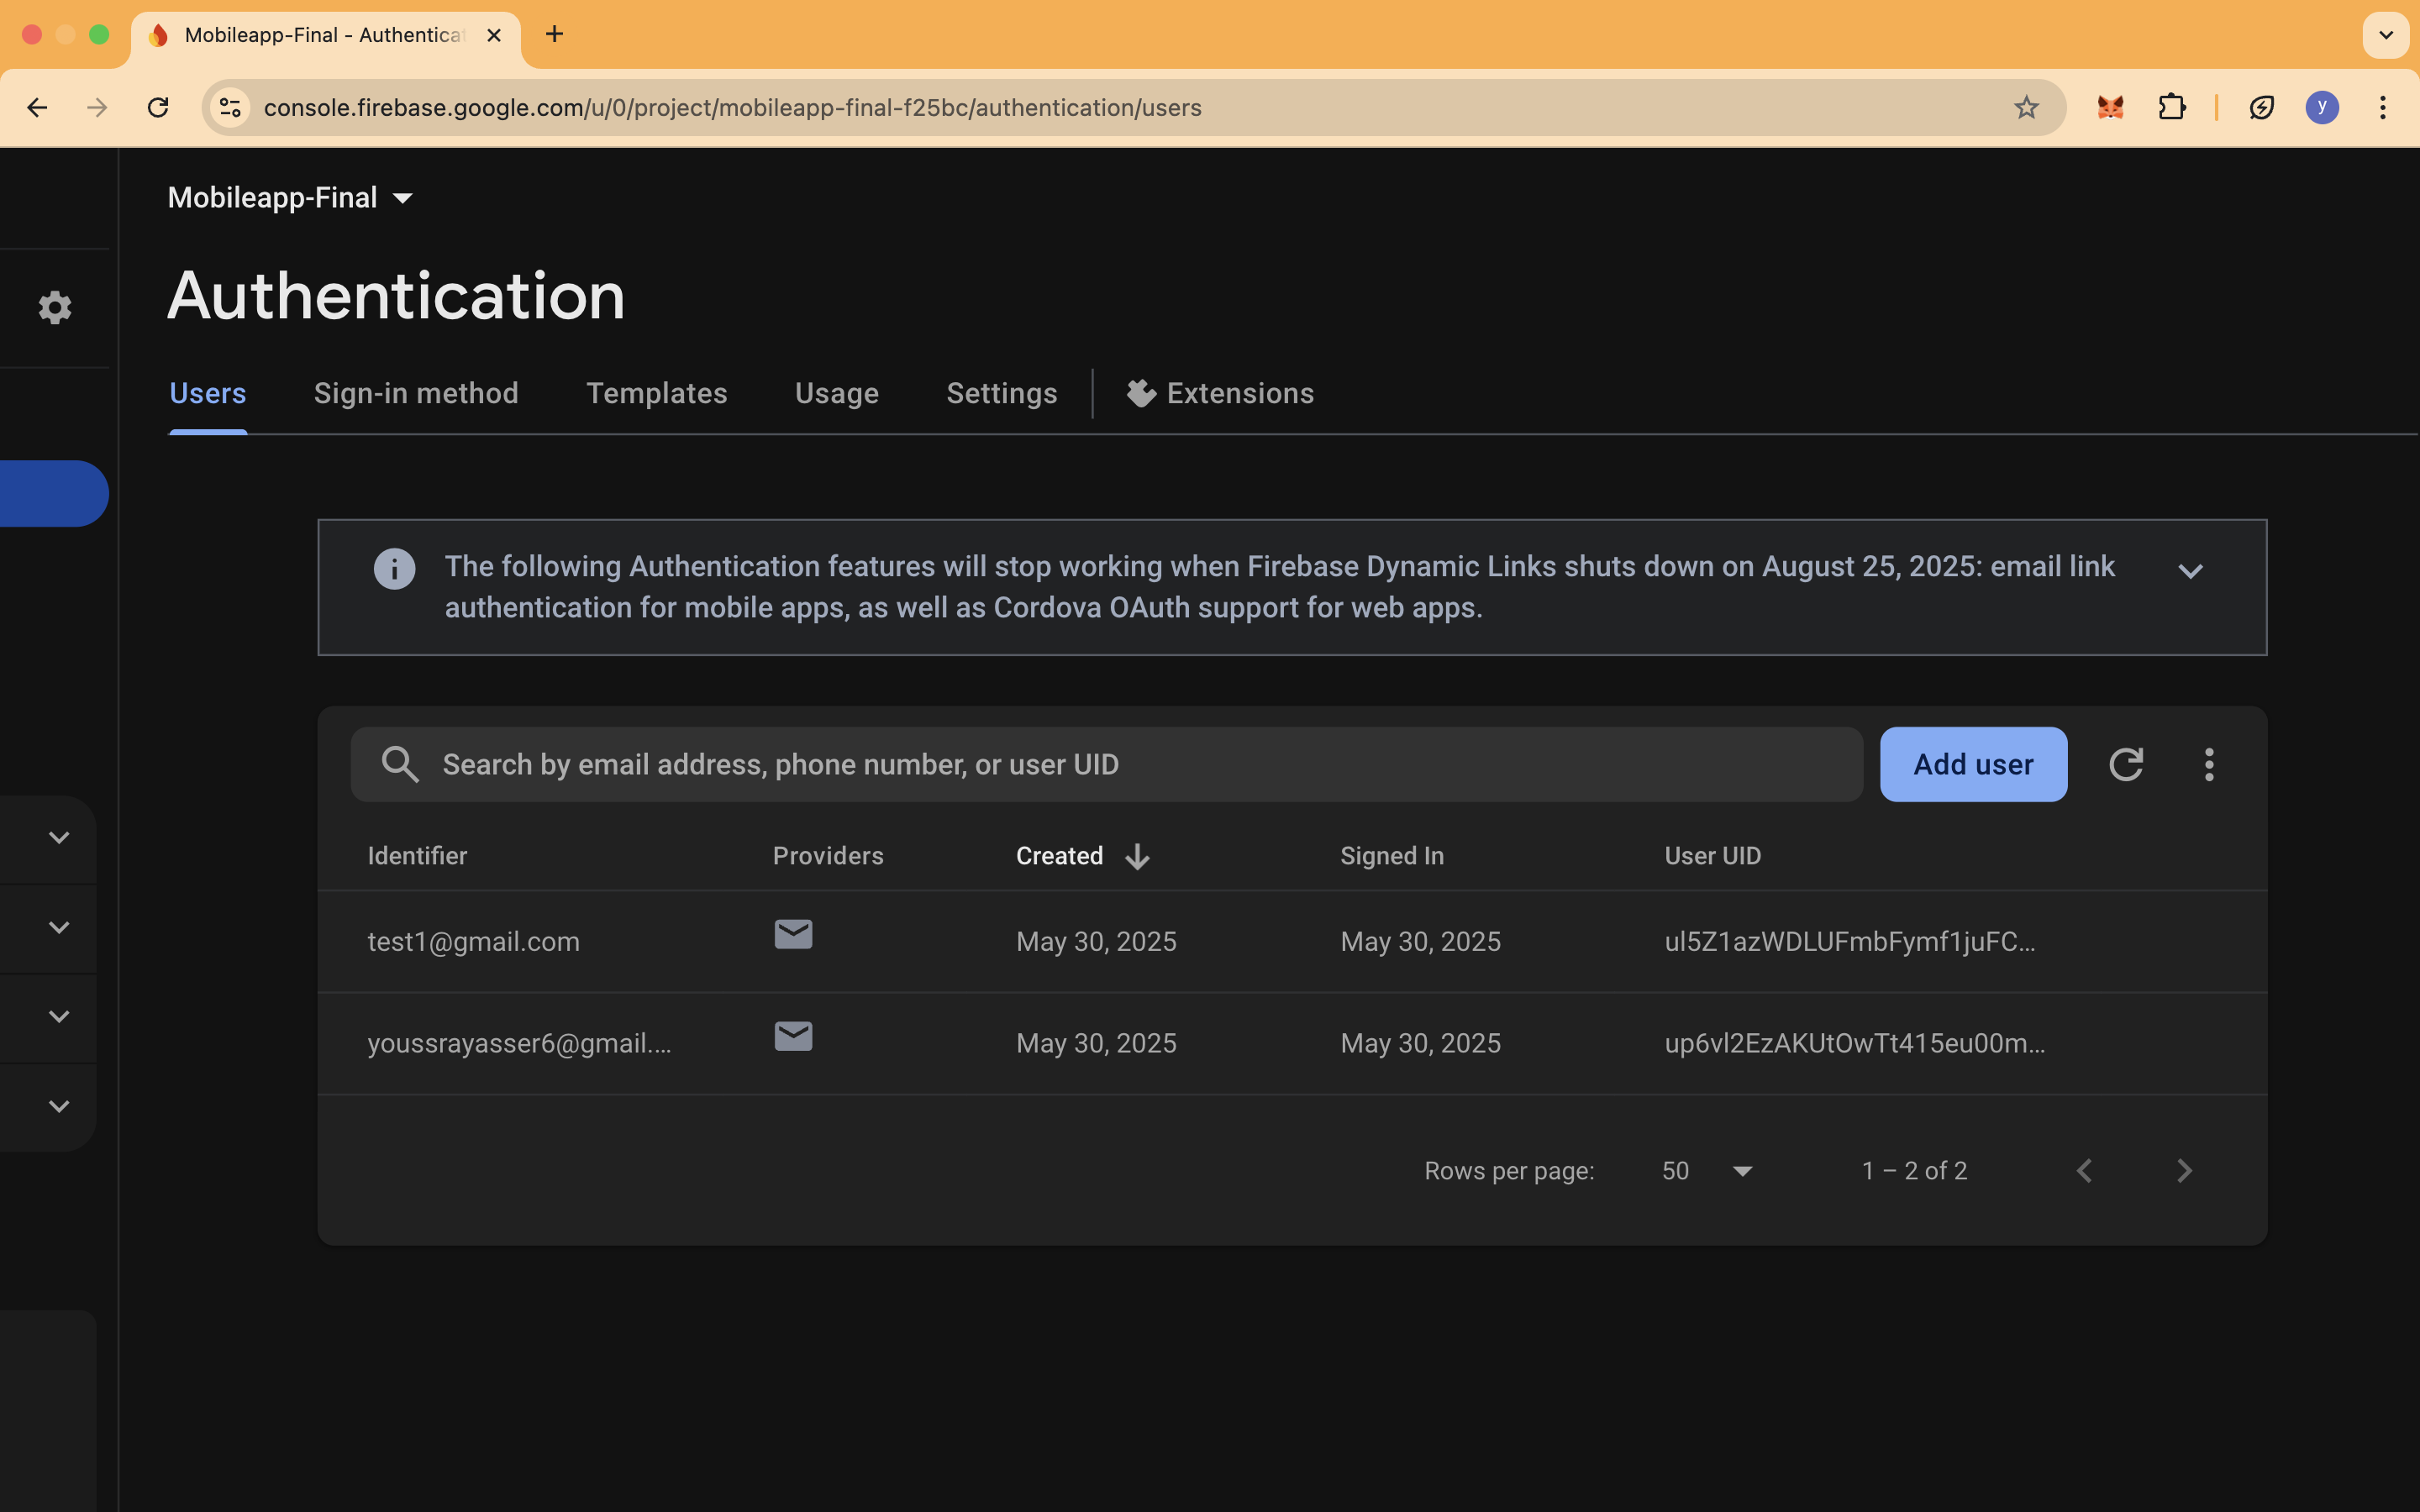 Mobileapp-Final - Authentica
console.firebase.google.com/u/0/project/mobileapp-final-f25bc/authentication/users
y
Mobileapp-Final
Authentication
Users Sign-in method Templates Usage Settings Extensions
The following Authentication features will stop working when Firebase Dynamic Links shuts down on August 25, 2025: email link
authentication for mobile apps, as well as Cordova OAuth support for web apps.
Search by email address, phone number, or user UID Add user
Identifier Providers Created Signed In User UID
test1@gmail.com May 30, 2025 May 30, 2025 ul5Z1azWDLUFmbFymf1juFC...
youssrayasser6@gmail.... May 30, 2025 May 30, 2025 up6vl2EzAKUtOwTt415eu00m...
Rows per page: 50 1 – 2 of 2